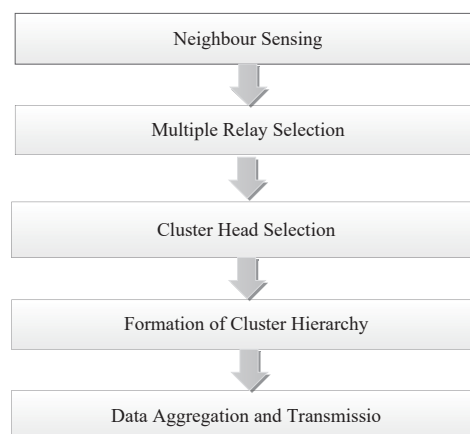 Neighbour Sensing
Multiple Relay Selection
Cluster Head Selection
Formation of Cluster Hierarchy
Data Aggregation and Transmissio